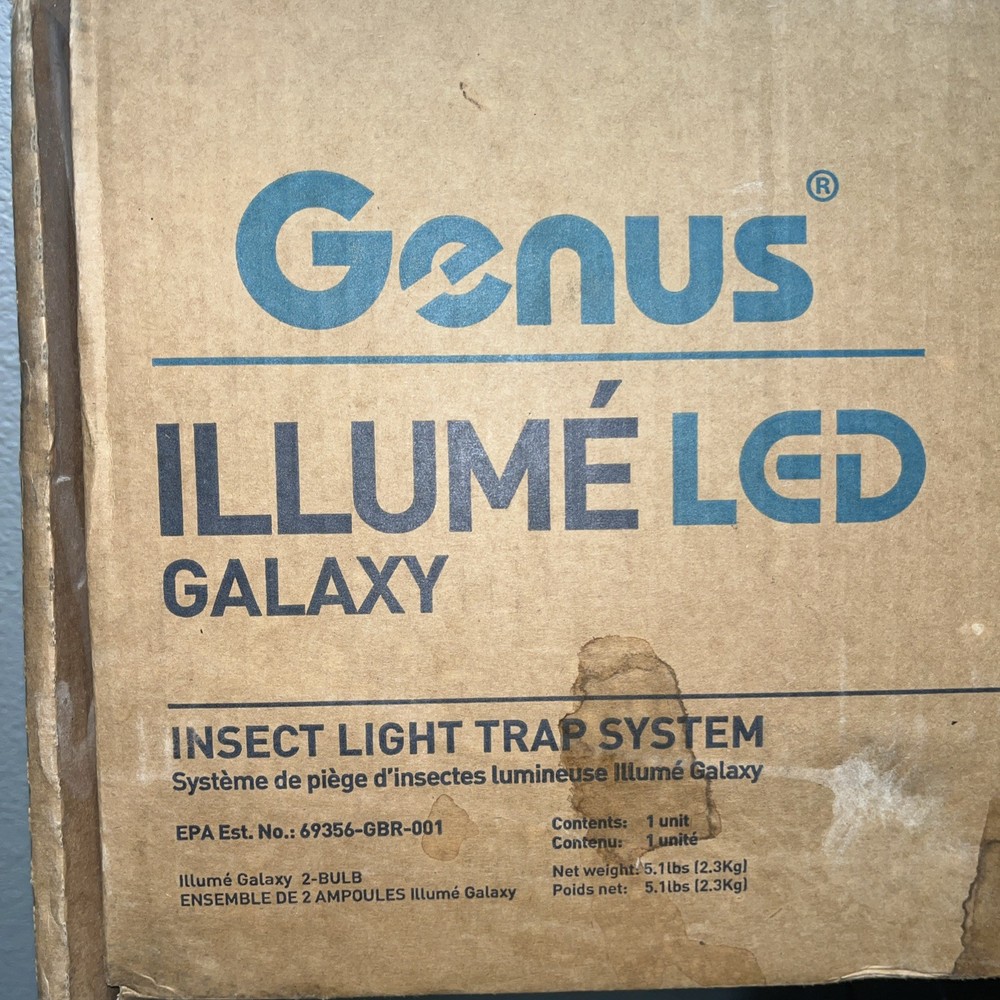 Genus®
ILLUMÉ LED
GALAXY
INSECT LIGHT TRAP SYSTEM
Système de piège d'insectes lumineuse Illumé Galaxy
EPA Est. No.: 69356-GBR-001
Contents: 1 unit
Contenu: 1 unité
Illumé Galaxy 2-BULB
ENSEMBLE DE 2 AMPOULES Illumé Galaxy
Net weight: 5.1lbs (2.3Kg)
Poids net: 5.1lbs (2.3Kg)